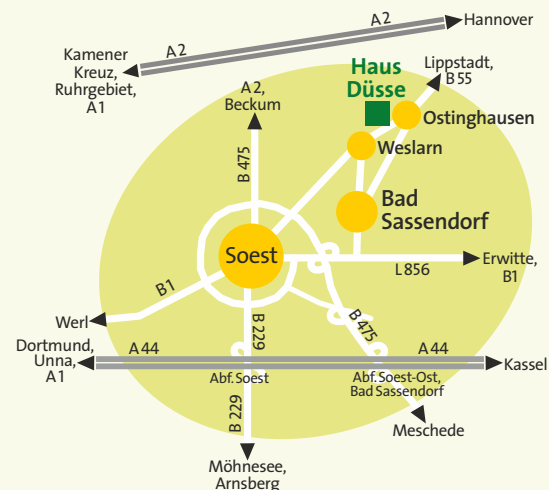 A 2
Hannover
A 2
Kamener
Kreuz,
Ruhrgebiet,
A 1
Haus
Düsse
Lippstadt,
B 55
A 2,
Beckum
Ostinghausen
Weslarn
B 475
Bad
Sassendorf
Soest
Erwitte,
B1
L 856
B1
Werl
B 229
B 475
Dortmund,
Unna,
A 1
A 44
A 44
Kassel
Abf. Soest
Abf. Soest-Ost,
Bad Sassendorf
B 229
Meschede
Möhnesee,
Arnsberg